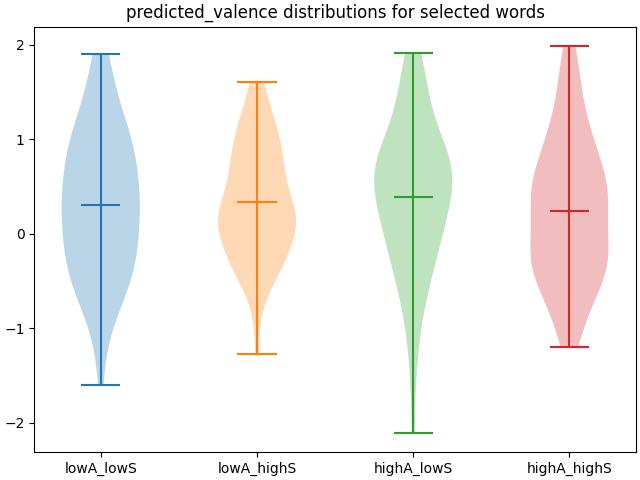 predicted_valence distributions for selected words
2
1
0
−1
−2
lowA_lowS lowA_highS highA_lowS highA_highS